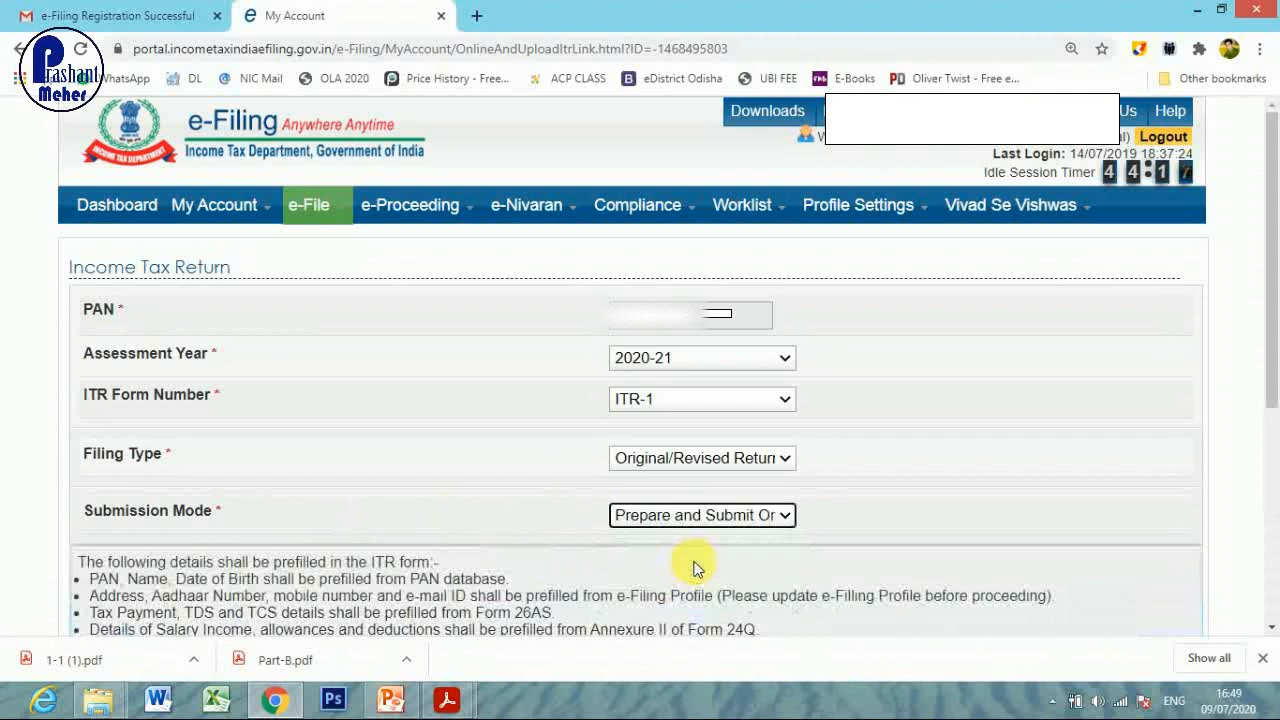 e-Filing Registration Successful
My Account
portal.incometaxindiaefiling.gov.in/e-Filing/MyAccount/OnlineAndUploadItrLink.html?ID=-1468495803
Prashant
Meher
WhatsApp
DL
NIC Mail
OLA 2020
Price History - Free...
ACP CLASS
eDistrict Odisha
UBI FEE
E-Books
PD Oliver Twist - Free e...
Other bookmarks
e-Filing Anywhere Anytime
Income Tax Department, Government of India
INCOME TAX DEPARTMENT
Downloads
Us
Help
Logout
Last Login: 14/07/2019 18:37:24
Idle Session Timer 4 4 : 1 7
Dashboard My Account e-File e-Proceeding e-Nivaran Compliance Worklist Profile Settings Vivad Se Vishwas
Income Tax Return
PAN *
Assessment Year * 2020-21
ITR Form Number * ITR-1
Filing Type * Original/Revised Return
Submission Mode * Prepare and Submit On
The following details shall be prefilled in the ITR form:-
• PAN, Name, Date of Birth shall be prefilled from PAN database.
• Address, Aadhaar Number, mobile number and e-mail ID shall be prefilled from e-Filing Profile (Please update e-Filling Profile before proceeding)
• Tax Payment, TDS and TCS details shall be prefilled from Form 26AS.
• Details of Salary Income, allowances and deductions shall be prefilled from Annexure II of Form 24Q
1-1 (1).pdf
Part-B.pdf
Show all
ENG
16:49
09/07/2020